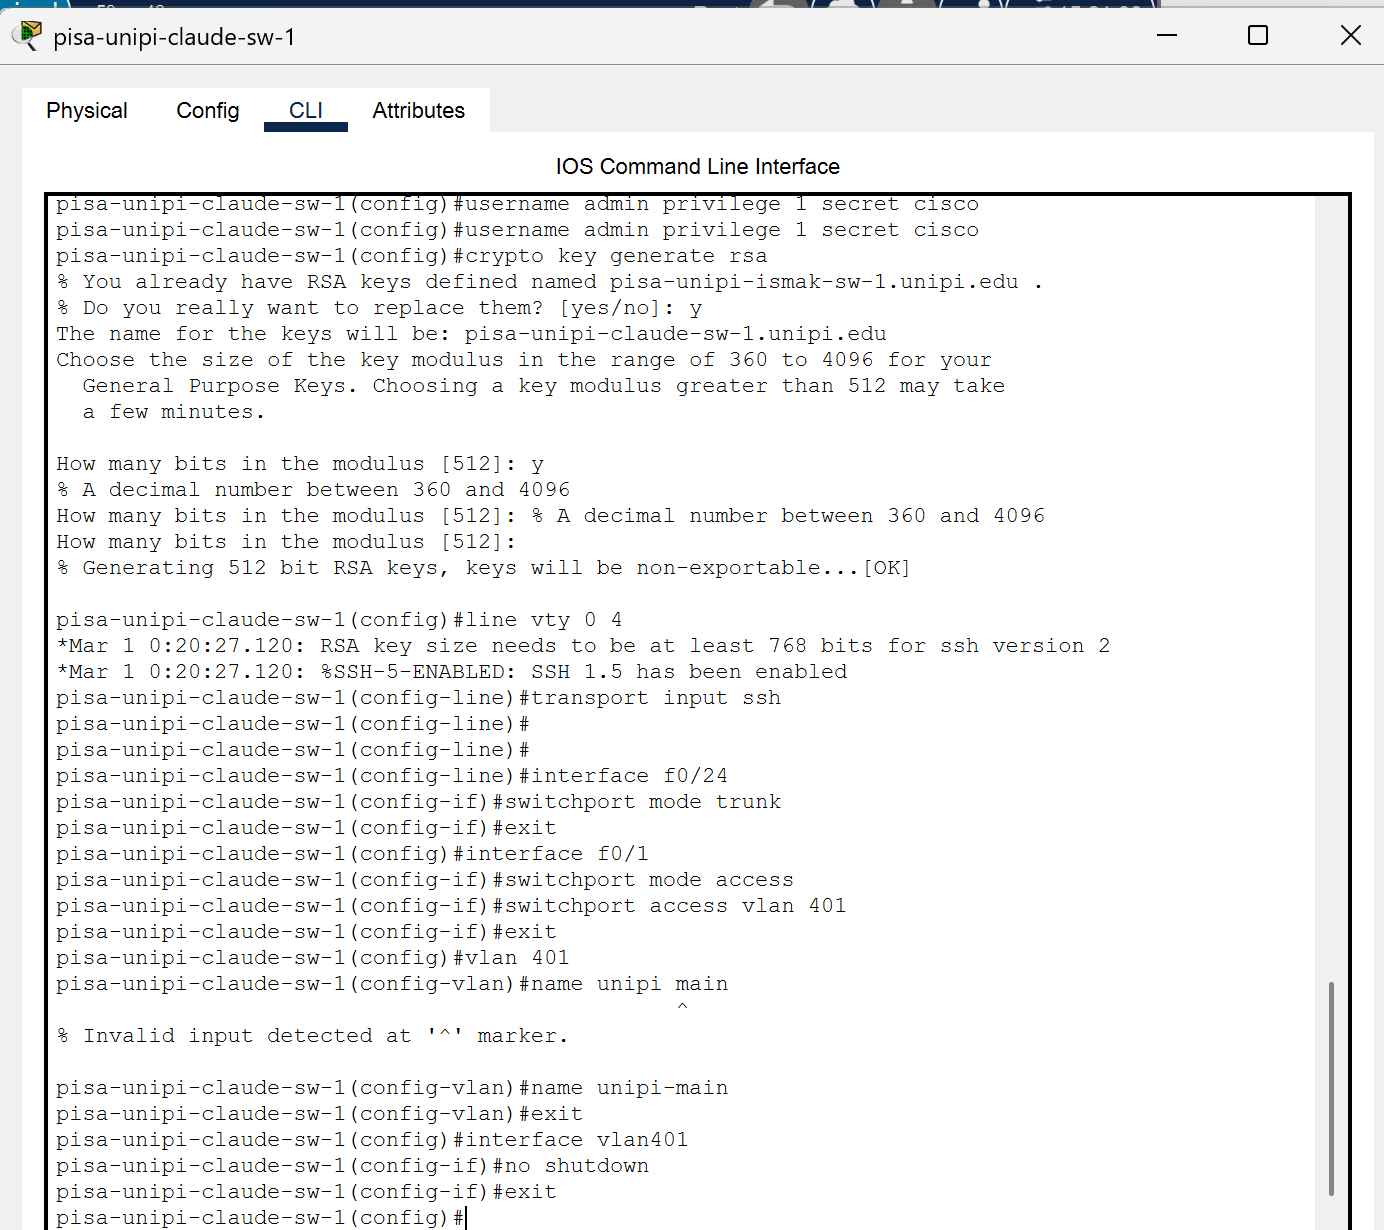 pisa-unipi-claude-sw-1
Physical Config CLI Attributes
IOS Command Line Interface
pisa-unipi-claude-sw-1(config)#username admin privilege 1 secret cisco
pisa-unipi-claude-sw-1(config)#username admin privilege 1 secret cisco
pisa-unipi-claude-sw-1(config)#crypto key generate rsa
% You already have RSA keys defined named pisa-unipi-ismak-sw-1.unipi.edu .
% Do you really want to replace them? [yes/no]: y
The name for the keys will be: pisa-unipi-claude-sw-1.unipi.edu
Choose the size of the key modulus in the range of 360 to 4096 for your
  General Purpose Keys. Choosing a key modulus greater than 512 may take
  a few minutes.

How many bits in the modulus [512]: y
% A decimal number between 360 and 4096
How many bits in the modulus [512]: % A decimal number between 360 and 4096
How many bits in the modulus [512]:
% Generating 512 bit RSA keys, keys will be non-exportable...[OK]

pisa-unipi-claude-sw-1(config)#line vty 0 4
*Mar 1 0:20:27.120: RSA key size needs to be at least 768 bits for ssh version 2
*Mar 1 0:20:27.120: %SSH-5-ENABLED: SSH 1.5 has been enabled
pisa-unipi-claude-sw-1(config-line)#transport input ssh
pisa-unipi-claude-sw-1(config-line)#
pisa-unipi-claude-sw-1(config-line)#
pisa-unipi-claude-sw-1(config-line)#interface f0/24
pisa-unipi-claude-sw-1(config-if)#switchport mode trunk
pisa-unipi-claude-sw-1(config-if)#exit
pisa-unipi-claude-sw-1(config)#interface f0/1
pisa-unipi-claude-sw-1(config-if)#switchport mode access
pisa-unipi-claude-sw-1(config-if)#switchport access vlan 401
pisa-unipi-claude-sw-1(config-if)#exit
pisa-unipi-claude-sw-1(config)#vlan 401
pisa-unipi-claude-sw-1(config-vlan)#name unipi main
^
% Invalid input detected at '^' marker.

pisa-unipi-claude-sw-1(config-vlan)#name unipi-main
pisa-unipi-claude-sw-1(config-vlan)#exit
pisa-unipi-claude-sw-1(config)#interface vlan401
pisa-unipi-claude-sw-1(config-if)#no shutdown
pisa-unipi-claude-sw-1(config-if)#exit
pisa-unipi-claude-sw-1(config)#